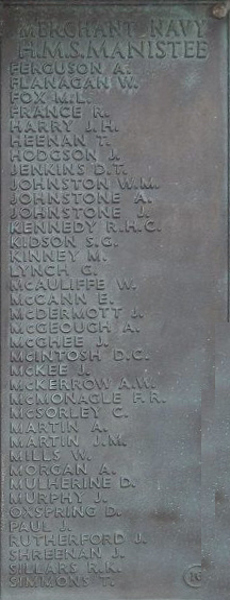 MERCHANT NAVY
H.M.S. MANISTEE
FERGUSON A.
FLANAGAN W.
FOX M.L.
FRANCE R.
HARRY J.H.
HEENAN T.
HODGSON J.
JENKINS D.T.
JOHNSTON W.M.
JOHNSTONE A.
JOHNSTONE J.
KENNEDY R.H.C.
KIDSON S.G.
KINNEY M.
LYNCH G.
McAULIFFE W.
McCANN E.
McDERMOTT J.
McGEOUGH A.
McGHEE J.
McINTOSH D.C.
McKEE J.
McKERROW A.W.
McMONAGLE F.R.
McSORLEY C.
MARTIN A.
MARTIN J.M.
MILLS W.
MORGAN A.
MULHERINE D.
MURPHY J.
OXSPRING D.
PAUL J.
RUTHERFORD J.
SHREENAN J.
SILLARS R.K.
SIMMONS T.